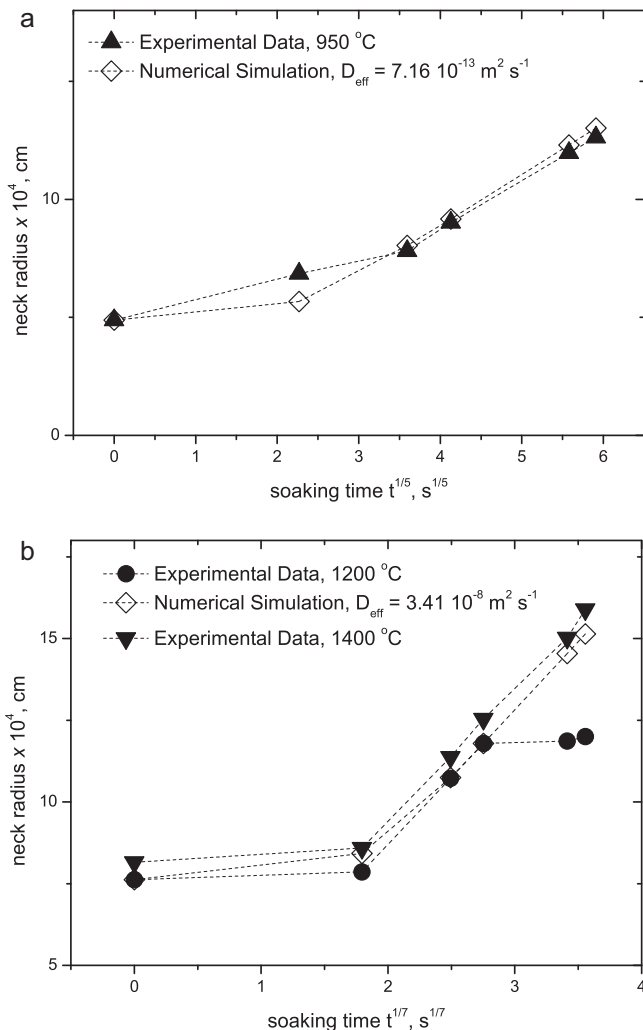 a
Experimental Data, 950 °C
Numerical Simulation, D_eff = 7.16 10^-13 m^2 s^-1
10
0
neck radius x 10^4, cm
0 1 2 3 4 5 6
soaking time t^1/5, s^1/5
b
Experimental Data, 1200 °C
Numerical Simulation, D_eff = 3.41 10^-8 m^2 s^-1
Experimental Data, 1400 °C
15
10
5
neck radius x 10^4, cm
0 1 2 3 4
soaking time t^1/7, s^1/7